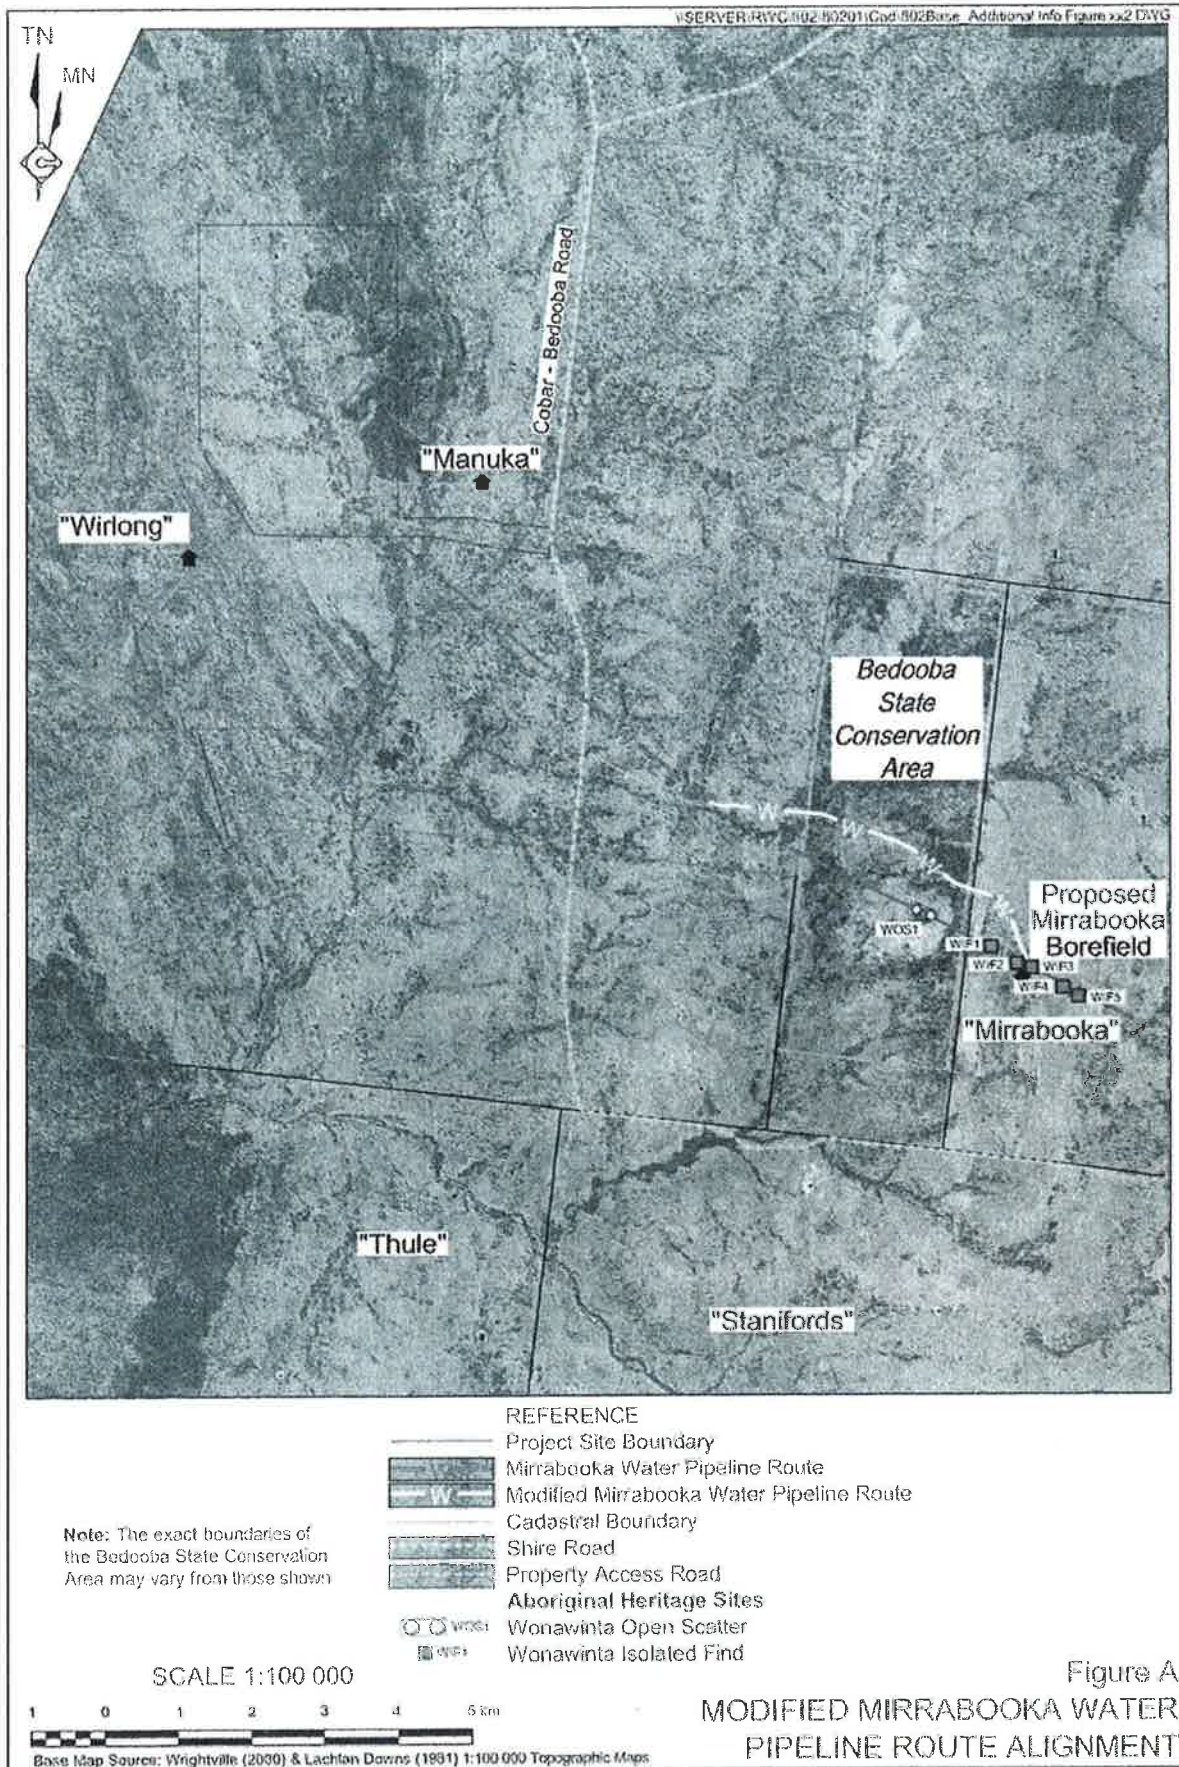 TN
MN
Cobar - Bedooba Road
"Manuka"
"Wirlong"
Bedooba
State
Conservation
Area
W
W
W
W
Proposed
Mirrabooka
Borefield
WOS1
WIF1
WIF2
WIF3
WIF4
WIF5
"Mirrabooka"
"Thule"
"Stanifords"
REFERENCE
Project Site Boundary
Mirrabooka Water Pipeline Route
W
Modified Mirrabooka Water Pipeline Route
Cadastral Boundary
Shire Road
Property Access Road
Aboriginal Heritage Sites
WOS1
Wonawinta Open Scatter
Wonawinta Isolated Find
Note: The exact boundaries of
the Bedooba State Conservation
Area may vary from those shown
SCALE 1:100 000
1 0 1 2 3 4 5 km
Base Map Source: Wrightville (2000) & Lachlan Downs (1981) 1:100 000 Topographic Maps
Figure A
MODIFIED MIRRABOOKA WATER
PIPELINE ROUTE ALIGNMENT